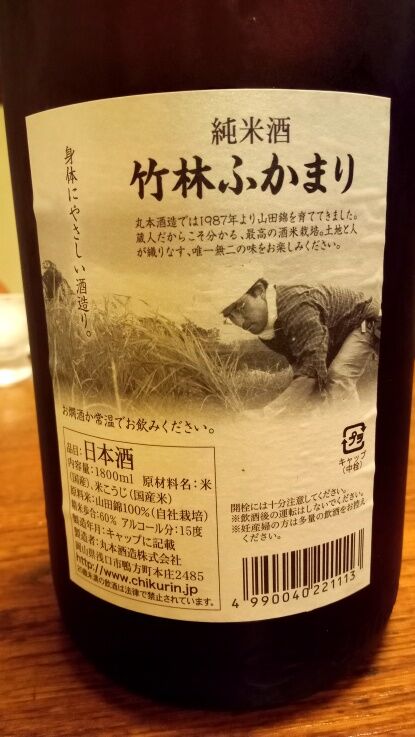 純米酒
竹林ふかまり
身体にやさしい酒造り。
丸本酒造では1987年より山田錦を育ててきました。
蔵人だからこそ分かる、最高の酒米栽培。土地と人
が織りなす、唯一無二の味をお楽しみください。
お燗酒か常温でお飲みください。
品目:日本酒
内容量:1800ml 原材料名:米
(国産)、米こうじ(国産米)
原料米:山田錦100%(自社栽培)
精米歩合:60% アルコール分:15度
醸造年月:キャップに記載
製造者:丸本酒造株式会社
岡山県浅口市鴨方町本庄2485
http://www.chikurin.jp
20歳未満の飲酒は法律で禁止されています。
プラ
キャップ
(中栓)
開栓には十分注意してください。
※飲酒後の運転はしないでください。
※妊産婦の方は多量の飲酒をお控え
ください。
4 990040 221113